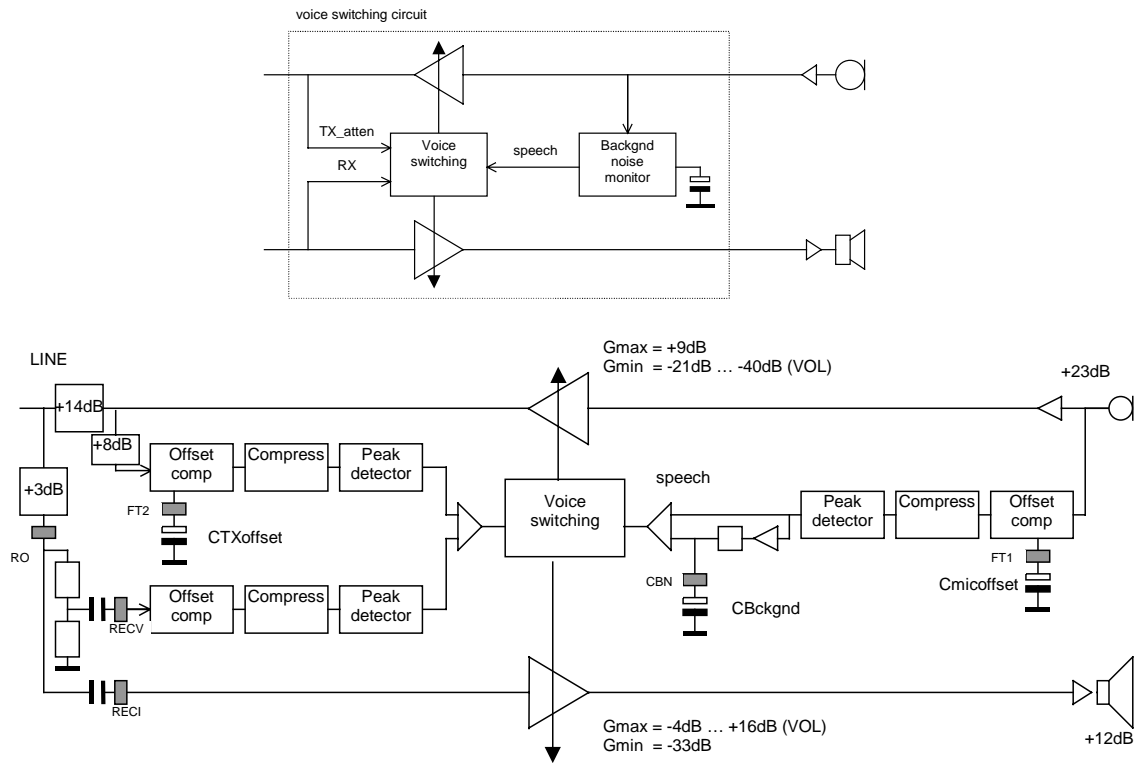 voice switching circuit
TX_atten
RX
Voice
switching
speech
Backgnd
noise
monitor
LINE
Gmax = +9dB
Gmin = -21dB … -40dB (VOL)
+23dB
+14dB
+8dB
+3dB
Offset
comp
Compress
Peak
detector
FT2
CTXoffset
RO
Voice
switching
speech
Peak
detector
Compress
Offset
comp
FT1
Cmicoffset
CBN
CBckgnd
RECV
Offset
comp
Compress
Peak
detector
RECI
Gmax = -4dB … +16dB (VOL)
Gmin = -33dB
+12dB